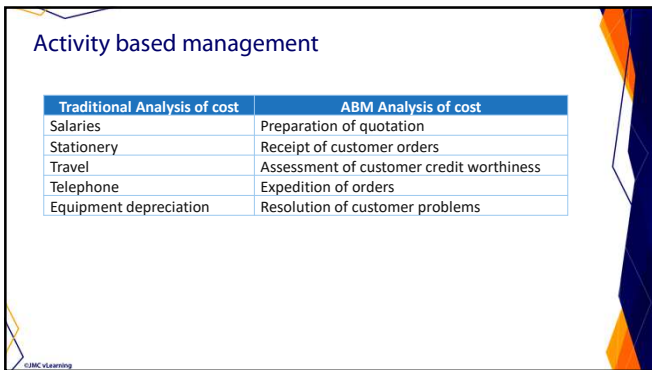 Activity based management
Traditional Analysis of cost ABM Analysis of cost
Salaries Preparation of quotation
Stationery Receipt of customer orders
Travel Assessment of customer credit worthiness
Telephone Expedition of orders
Equipment depreciation Resolution of customer problems
©JMC vLearning